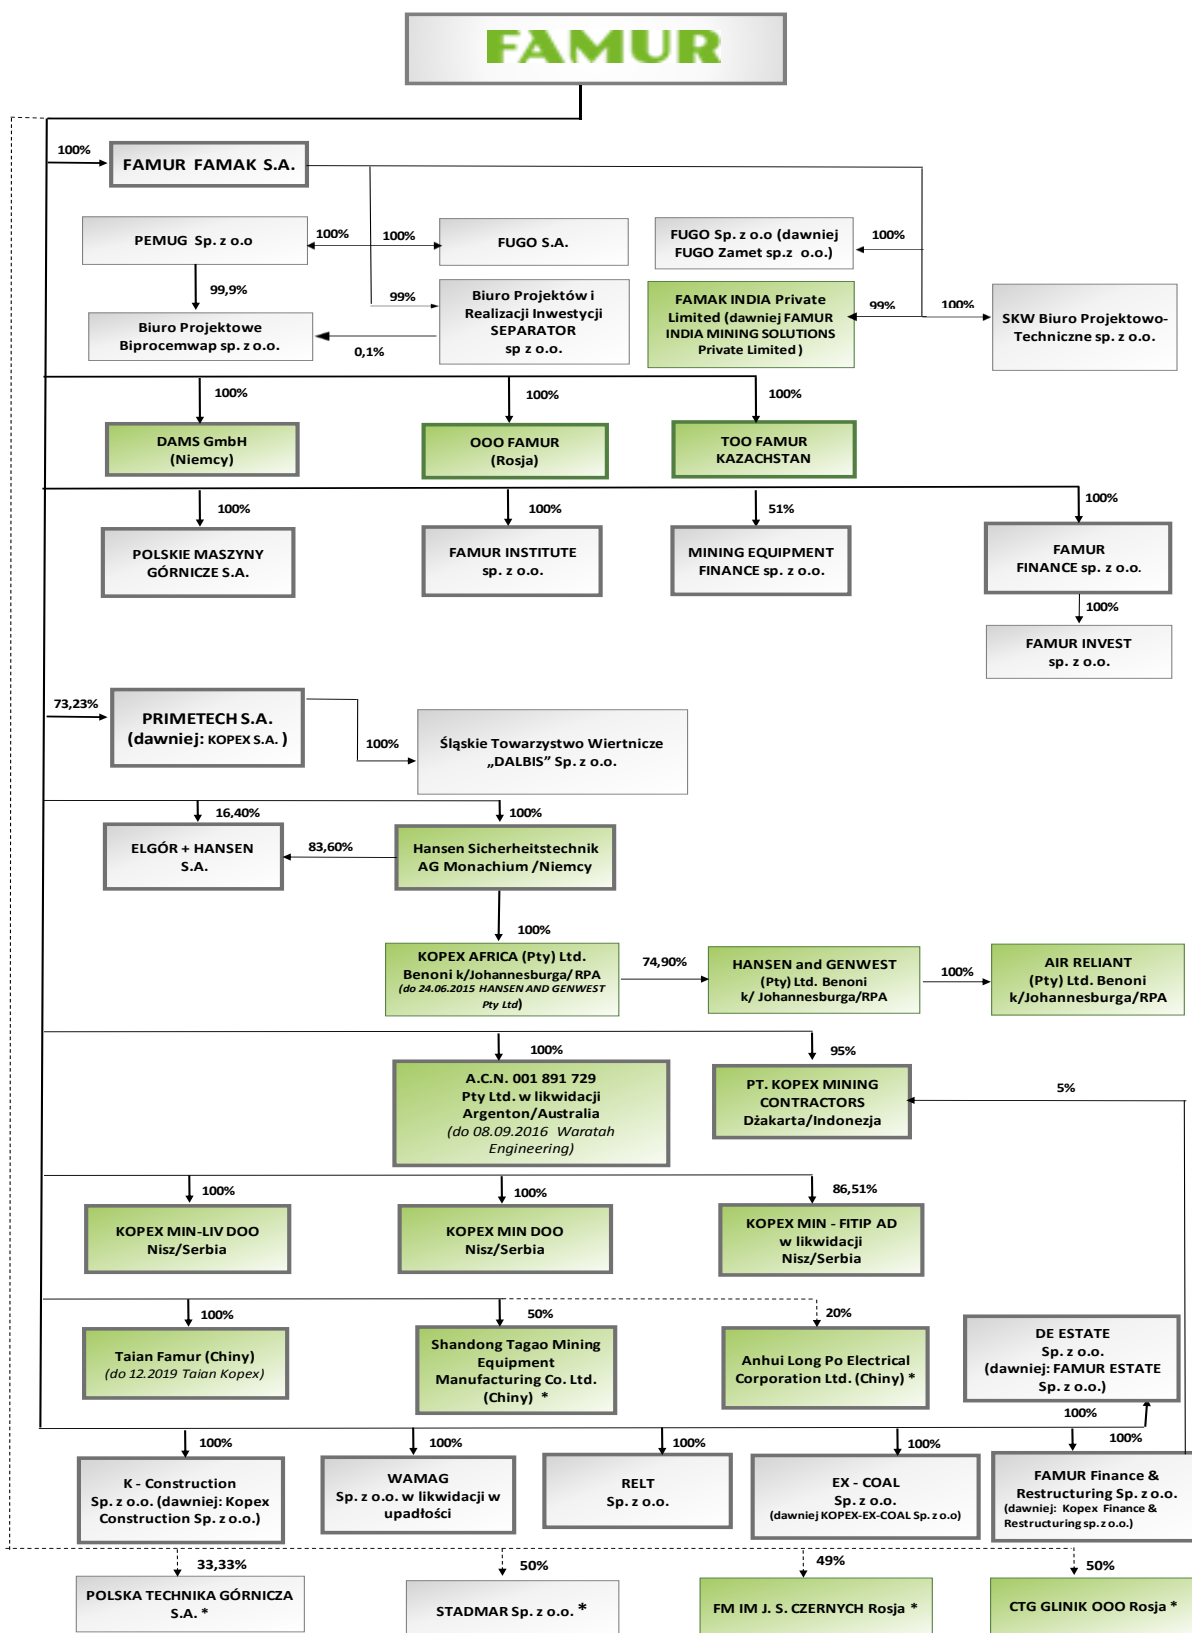 FAMUR
100%
FAMUR FAMAK S.A.
PEMUG Sp. z o.o
100%
100%
FUGO S.A.
FUGO Sp. z o.o (dawniej
FUGO Zamet sp.z o.o.)
100%
99,9%
99%
Biuro Projektowe
Biprocemwap sp. z o.o.
0,1%
Biuro Projektów i
Realizacji Inwestycji
SEPARATOR
sp z o.o.
FAMAK INDIA Private
Limited (dawniej FAMUR
INDIA MINING SOLUTIONS
Private Limited )
99%
100%
SKW Biuro Projektowo-
Techniczne sp. z o.o.
100%
100%
100%
DAMS GmbH
(Niemcy)
OOO FAMUR
(Rosja)
TOO FAMUR
KAZACHSTAN
100%
100%
51%
100%
POLSKIE MASZYNY
GÓRNICZE S.A.
FAMUR INSTITUTE
sp. z o.o.
MINING EQUIPMENT
FINANCE sp. z o.o.
FAMUR
FINANCE sp. z o.o.
100%
FAMUR INVEST
sp. z o.o.
73,23%
PRIMETECH S.A.
(dawniej: KOPEX S.A. )
100%
Śląskie Towarzystwo Wiertnicze
„DALBIS” Sp. z o.o.
16,40%
100%
ELGÓR + HANSEN
S.A.
83,60%
Hansen Sicherheitstechnik
AG Monachium /Niemcy
100%
KOPEX AFRICA (Pty) Ltd.
Benoni k/Johannesburga/ RPA
(do 24.06.2015 HANSEN AND GENWEST
Pty Ltd)
74,90%
HANSEN and GENWEST
(Pty) Ltd. Benoni
k/ Johannesburga/RPA
100%
AIR RELIANT
(Pty) Ltd. Benoni
k/Johannesburga/RPA
100%
95%
A.C.N. 001 891 729
Pty Ltd. w likwidacji
Argenton/Australia
(do 08.09.2016 Waratah
Engineering)
PT. KOPEX MINING
CONTRACTORS
Dżakarta/Indonezja
5%
100%
100%
86,51%
KOPEX MIN-LIV DOO
Nisz/Serbia
KOPEX MIN DOO
Nisz/Serbia
KOPEX MIN - FITIP AD
w likwidacji
Nisz/Serbia
100%
50%
20%
Taian Famur (Chiny)
(do 12.2019 Taian Kopex)
Shandong Tagao Mining
Equipment
Manufacturing Co. Ltd.
(Chiny) *
Anhui Long Po Electrical
Corporation Ltd. (Chiny) *
DE ESTATE
Sp. z o.o.
(dawniej: FAMUR ESTATE
Sp. z o.o.)
100%
100%
100%
100%
100%
100%
K - Construction
Sp. z o.o. (dawniej: Kopex
Construction Sp. z o.o.)
WAMAG
Sp. z o.o. w likwidacji w
upadłości
RELT
Sp. z o.o.
EX - COAL
Sp. z o.o.
(dawniej KOPEX-EX-COAL Sp. z o.o)
FAMUR Finance &
Restructuring Sp. z o.o.
(dawniej: Kopex Finance &
Restructuring sp.z o.o.)
33,33%
50%
49%
50%
POLSKA TECHNIKA GÓRNICZA
S.A. *
STADMAR Sp. z o.o. *
FM IM J. S. CZERNYCH Rosja *
CTG GLINIK OOO Rosja *